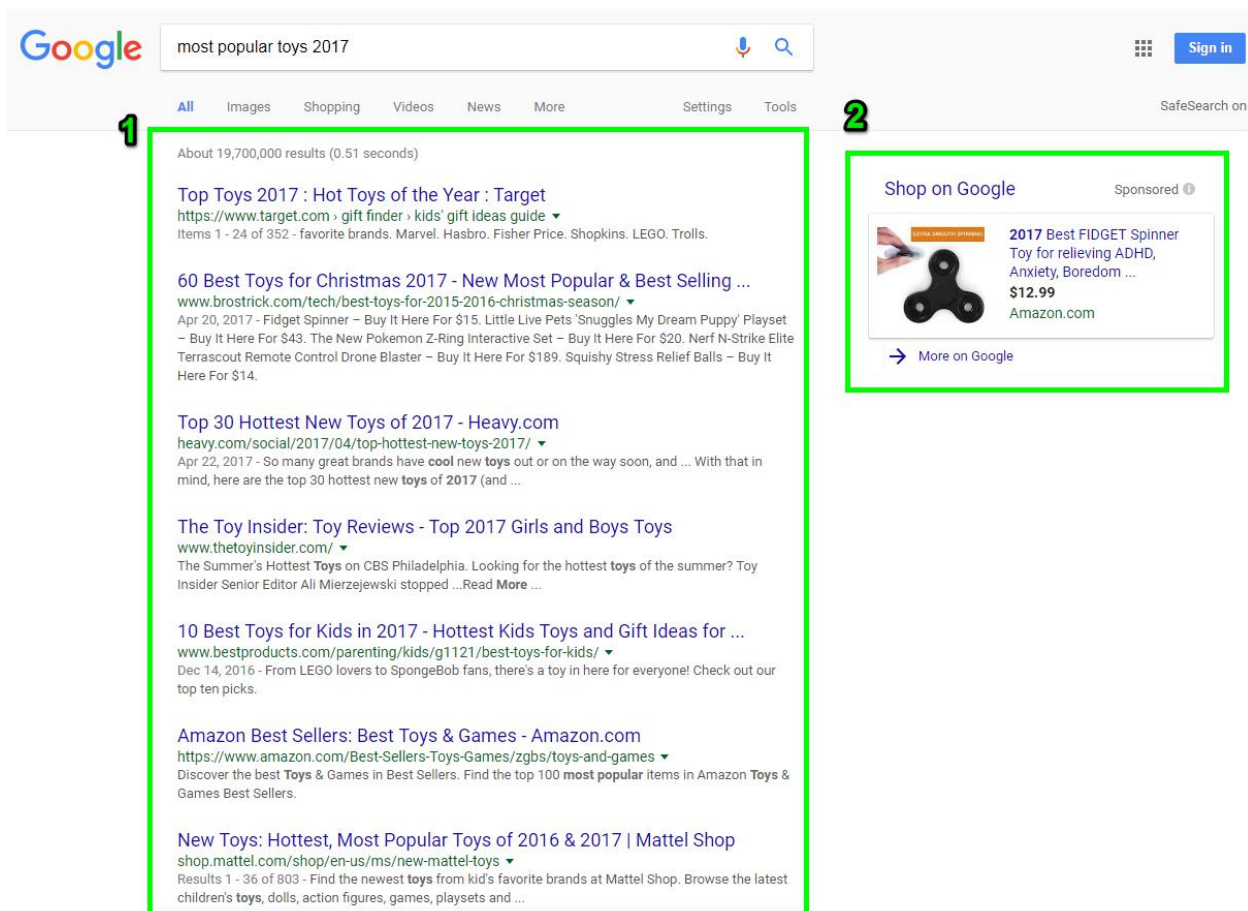 Google
most popular toys 2017
Sign in
All Images Shopping Videos News More Settings Tools
SafeSearch on
1
2
About 19,700,000 results (0.51 seconds)
Top Toys 2017 : Hot Toys of the Year : Target
https://www.target.com › gift finder › kids' gift ideas guide
Items 1 - 24 of 352 - favorite brands. Marvel. Hasbro. Fisher Price. Shopkins. LEGO. Trolls.
60 Best Toys for Christmas 2017 - New Most Popular & Best Selling ...
www.brostrick.com/tech/best-toys-for-2015-2016-christmas-season/
Apr 20, 2017 - Fidget Spinner – Buy It Here For $15. Little Live Pets 'Snuggles My Dream Puppy' Playset
– Buy It Here For $43. The New Pokemon Z-Ring Interactive Set – Buy It Here For $20. Nerf N-Strike Elite
Terrascout Remote Control Drone Blaster – Buy It Here For $189. Squishy Stress Relief Balls – Buy It
Here For $14.
Top 30 Hottest New Toys of 2017 - Heavy.com
heavy.com/social/2017/04/top-hottest-new-toys-2017/
Apr 22, 2017 - So many great brands have cool new toys out or on the way soon, and ... With that in
mind, here are the top 30 hottest new toys of 2017 (and ...
The Toy Insider: Toy Reviews - Top 2017 Girls and Boys Toys
www.thetoyinsider.com/
The Summer's Hottest Toys on CBS Philadelphia. Looking for the hottest toys of the summer? Toy
Insider Senior Editor Ali Mierzejewski stopped ...Read More ...
10 Best Toys for Kids in 2017 - Hottest Kids Toys and Gift Ideas for ...
www.bestproducts.com/parenting/kids/g1121/best-toys-for-kids/
Dec 14, 2016 - From LEGO lovers to SpongeBob fans, there's a toy in here for everyone! Check out our
top ten picks.
Amazon Best Sellers: Best Toys & Games - Amazon.com
https://www.amazon.com/Best-Sellers-Toys-Games/zgbs/toys-and-games
Discover the best Toys & Games in Best Sellers. Find the top 100 most popular items in Amazon Toys &
Games Best Sellers.
New Toys: Hottest, Most Popular Toys of 2016 & 2017 | Mattel Shop
shop.mattel.com/shop/en-us/ms/new-mattel-toys
Results 1 - 36 of 803 - Find the newest toys from kid's favorite brands at Mattel Shop. Browse the latest
children's toys, dolls, action figures, games, playsets and ...
Shop on Google Sponsored
EXTRA SMOOTH SPINNING
2017 Best FIDGET Spinner
Toy for relieving ADHD,
Anxiety, Boredom ...
$12.99
Amazon.com
More on Google